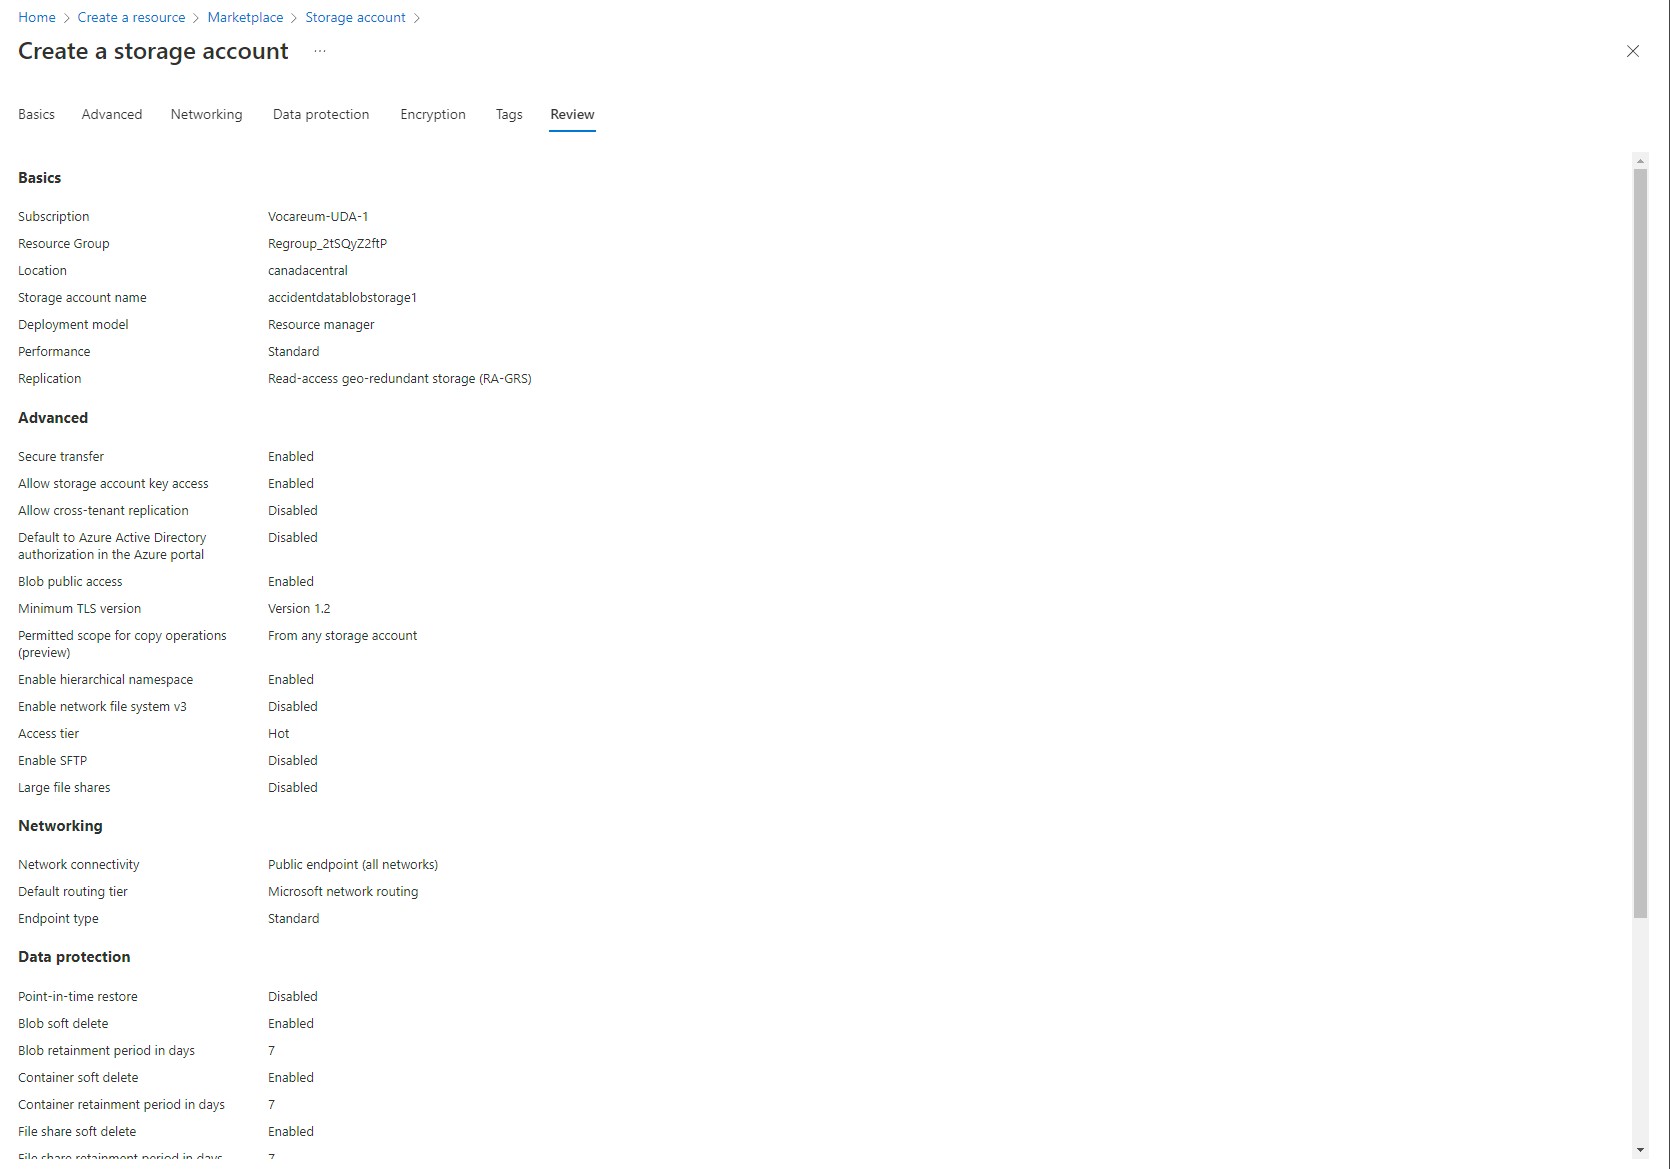 Home > Create a resource > Marketplace > Storage account >
Create a storage account ...
Basics Advanced Networking Data protection Encryption Tags Review
Basics
Subscription Vocareum-UDA-1
Resource Group Regroup_2tSQyZ2ftP
Location canadacentral
Storage account name accidentdatablobstorage1
Deployment model Resource manager
Performance Standard
Replication Read-access geo-redundant storage (RA-GRS)
Advanced
Secure transfer Enabled
Allow storage account key access Enabled
Allow cross-tenant replication Disabled
Default to Azure Active Directory Disabled
authorization in the Azure portal
Blob public access Enabled
Minimum TLS version Version 1.2
Permitted scope for copy operations From any storage account
(preview)
Enable hierarchical namespace Enabled
Enable network file system v3 Disabled
Access tier Hot
Enable SFTP Disabled
Large file shares Disabled
Networking
Network connectivity Public endpoint (all networks)
Default routing tier Microsoft network routing
Endpoint type Standard
Data protection
Point-in-time restore Disabled
Blob soft delete Enabled
Blob retainment period in days 7
Container soft delete Enabled
Container retainment period in days 7
File share soft delete Enabled
File share retainment period in days 7